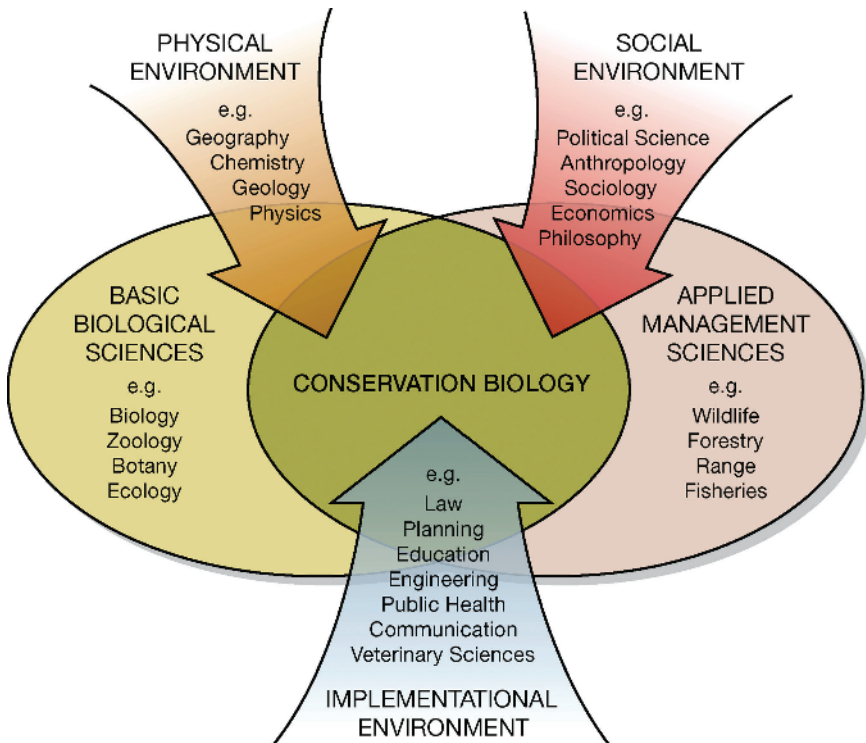 PHYSICAL
ENVIRONMENT
e.g.
Geography
Chemistry
Geology
Physics
SOCIAL
ENVIRONMENT
e.g.
Political Science
Anthropology
Sociology
Economics
Philosophy
BASIC
BIOLOGICAL
SCIENCES
e.g.
Biology
Zoology
Botany
Ecology
CONSERVATION BIOLOGY
APPLIED
MANAGEMENT
SCIENCES
e.g.
Wildlife
Forestry
Range
Fisheries
e.g.
Law
Planning
Education
Engineering
Public Health
Communication
Veterinary Sciences
IMPLEMENTATIONAL
ENVIRONMENT